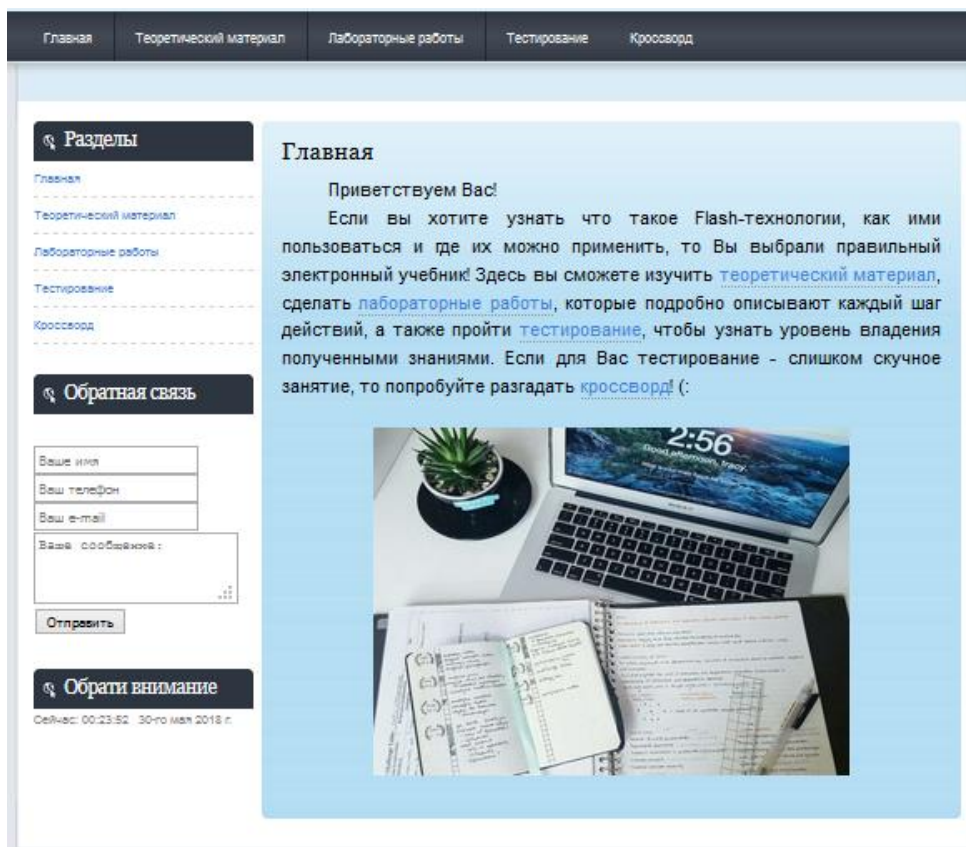 Главная Теоретический материал Лабораторные работы Тестирование Кроссворд
Разделы
Главная
Теоретический материал
Лабораторные работы
Тестирование
Кроссворд
Обратная связь
Ваше имя
Ваш телефон
Ваш e-mail
Ваше сообщение:
Отправить
Обрати внимание
Сейчас: 00:23:52 30-го мая 2018 г.
Главная
Приветствуем Вас!
Если вы хотите узнать что такое Flash-технологии, как ими
пользоваться и где их можно применить, то Вы выбрали правильный
электронный учебник! Здесь вы сможете изучить теоретический материал,
сделать лабораторные работы, которые подробно описывают каждый шаг
действий, а также пройти тестирование, чтобы узнать уровень владения
полученными знаниями. Если для Вас тестирование - слишком скучное
занятие, то попробуйте разгадать кроссворд! (:
2:56
Good afternoon, tracy.